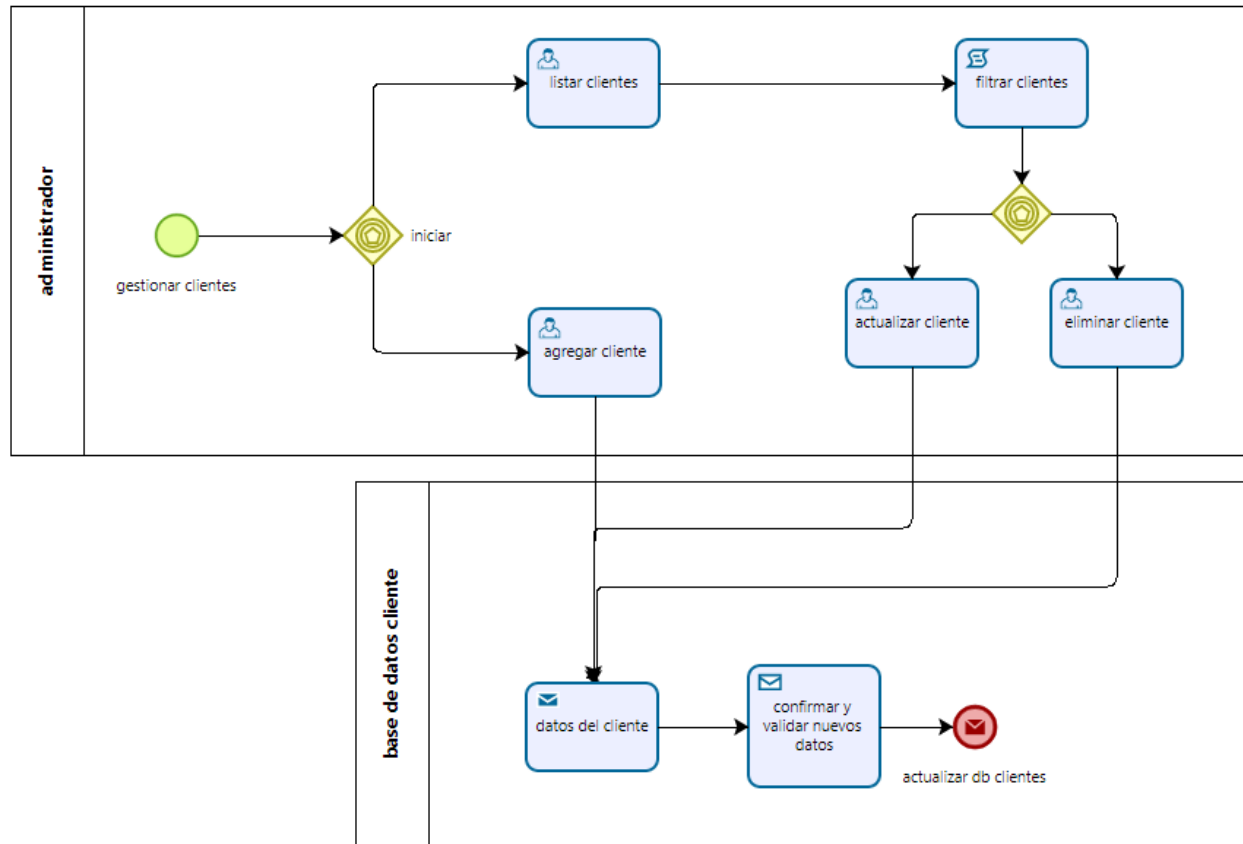 administrador
listar clientes
filtrar clientes
iniciar
gestionar clientes
actualizar cliente
eliminar cliente
agregar cliente
base de datos cliente
datos del cliente
confirmar y
validar nuevos
datos
actualizar db clientes